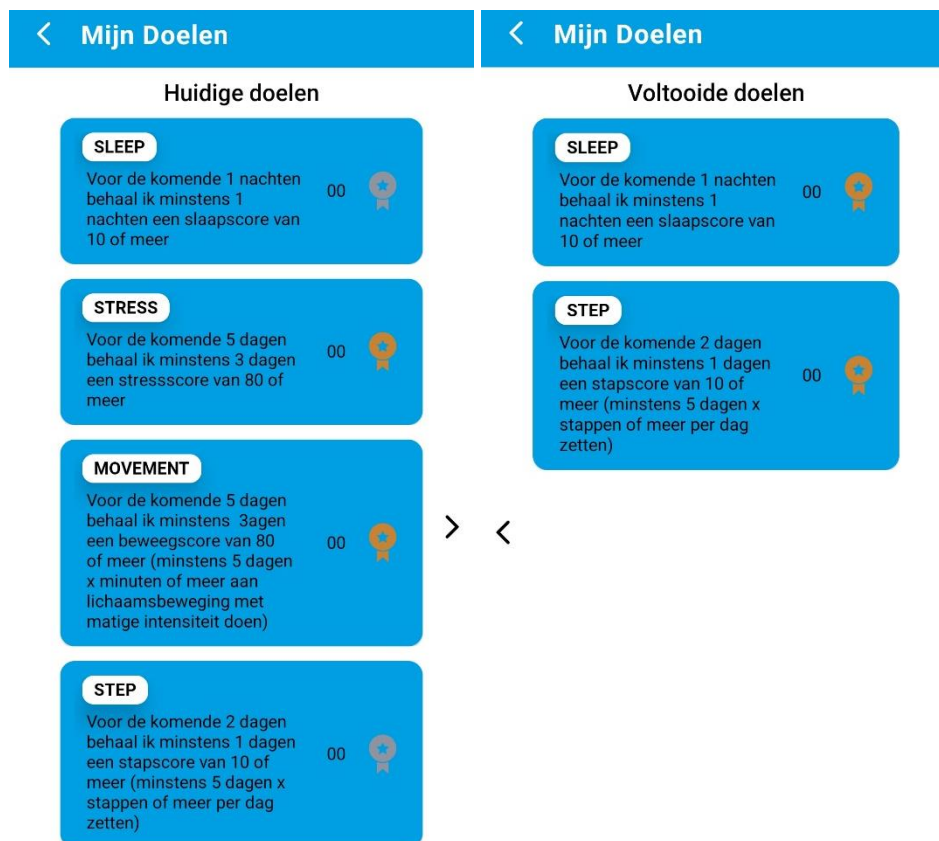 Mijn Doelen
Huidige doelen
SLEEP
Voor de komende 1 nachten
behaal ik minstens 1
nachten een slaapscore van
10 of meer
00
STRESS
Voor de komende 5 dagen
behaal ik minstens 3 dagen
een stressscore van 80 of
meer
00
MOVEMENT
Voor de komende 5 dagen
behaal ik minstens  3agen
een beweegscore van 80
of meer (minstens 5 dagen
x minuten of meer aan
lichaamsbeweging met
matige intensiteit doen)
00
STEP
Voor de komende 2 dagen
behaal ik minstens 1 dagen
een stapscore van 10 of
meer (minstens 5 dagen x
stappen of meer per dag
zetten)
00
Mijn Doelen
Voltooide doelen
SLEEP
Voor de komende 1 nachten
behaal ik minstens 1
nachten een slaapscore van
10 of meer
00
STEP
Voor de komende 2 dagen
behaal ik minstens 1 dagen
een stapscore van 10 of
meer (minstens 5 dagen x
stappen of meer per dag
zetten)
00